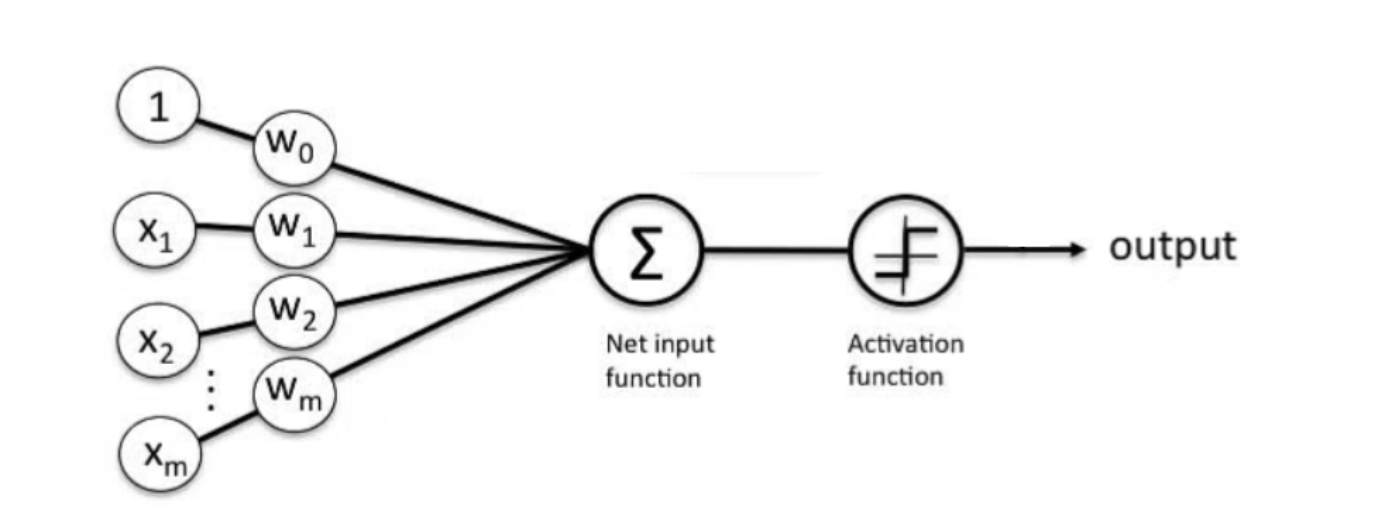 1
w₀
x₁
w₁
x₂
w₂
⋮
xₘ
wₘ
Σ
output
Net input
function
Activation
function